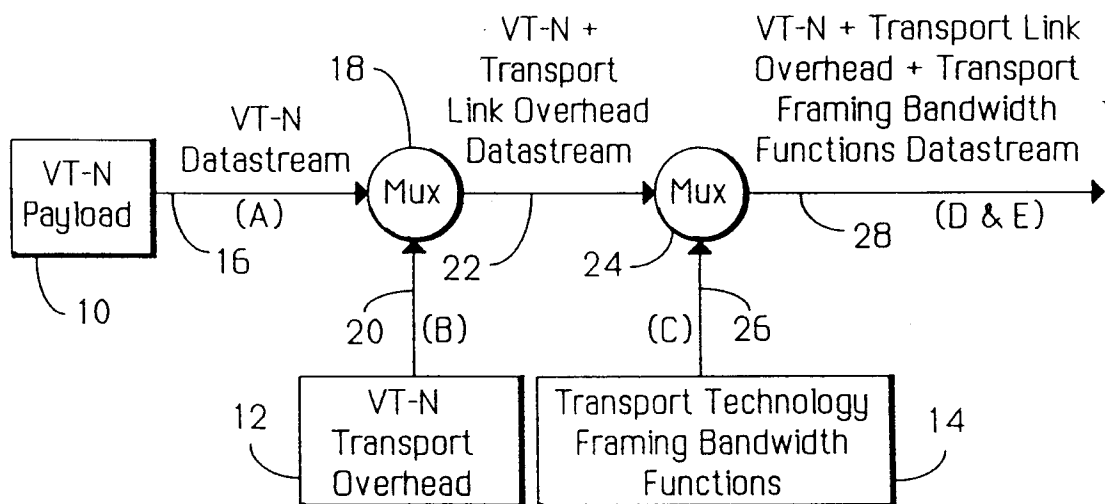 VT-N +
Transport
Link Overhead
Datastream
VT-N + Transport Link
Overhead + Transport
Framing Bandwidth
Functions Datastream
18
VT-N
Datastream
VT-N
Payload
Mux
Mux
(A)
(D & E)
16
22
24
28
10
20
(B)
(C)
26
12
VT-N
Transport
Overhead
Transport Technology
Framing Bandwidth
Functions
14